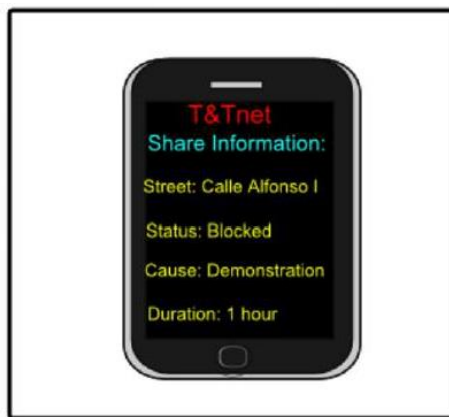 T&Tnet
Share Information:
Street: Calle Alfonso I
Status: Blocked
Cause: Demonstration
Duration: 1 hour